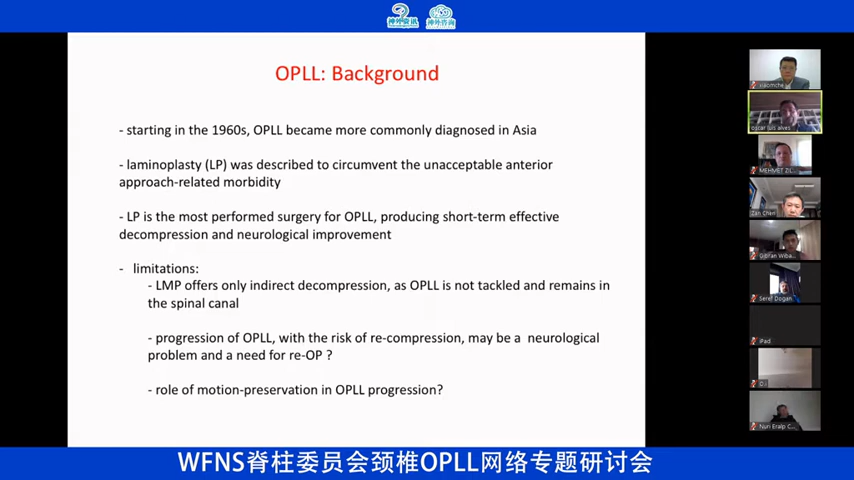 神外资讯
神外咨询
OPLL: Background
- starting in the 1960s, OPLL became more commonly diagnosed in Asia
- laminoplasty (LP) was described to circumvent the unacceptable anterior
approach-related morbidity
- LP is the most performed surgery for OPLL, producing short-term effective
decompression and neurological improvement
- limitations:
- LMP offers only indirect decompression, as OPLL is not tackled and remains in
the spinal canal
- progression of OPLL, with the risk of re-compression, may be a neurological
problem and a need for re-OP ?
- role of motion-preservation in OPLL progression?
xiaomche
oscar luis alves
MEHMET ZIL...
Zan Chen
Dibran Wiba...
Seref Dogan
iPad
Nuri Eralp C...
WFNS脊柱委员会颈椎OPLL网络专题研讨会